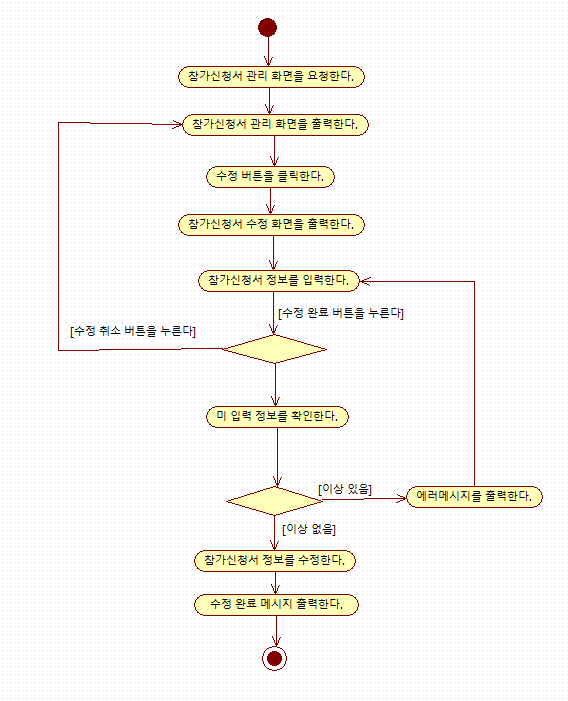 참가신청서 관리 화면을 요청한다.
참가신청서 관리 화면을 출력한다.
수정 버튼을 클릭한다.
참가신청서 수정 화면을 출력한다.
참가신청서 정보를 입력한다.
[수정 완료 버튼을 누른다]
[수정 취소 버튼을 누른다]
미 입력 정보를 확인한다.
[이상 있음]
에러메시지를 출력한다.
[이상 없음]
참가신청서 정보를 수정한다.
수정 완료 메시지 출력한다.